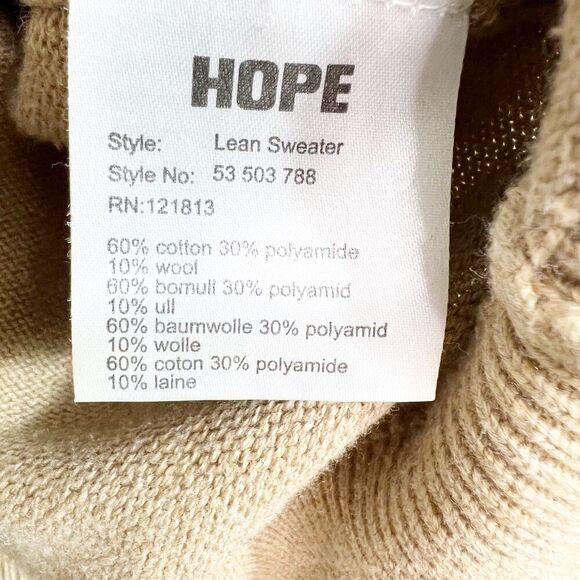 HOPE
Style: Lean Sweater
Style No: 53 503 788
RN:121813
60% cotton 30% polyamide
10% wool
60% bomull 30% polyamid
10% ull
60% baumwolle 30% polyamid
10% wolle
60% coton 30% polyamide
10% laine